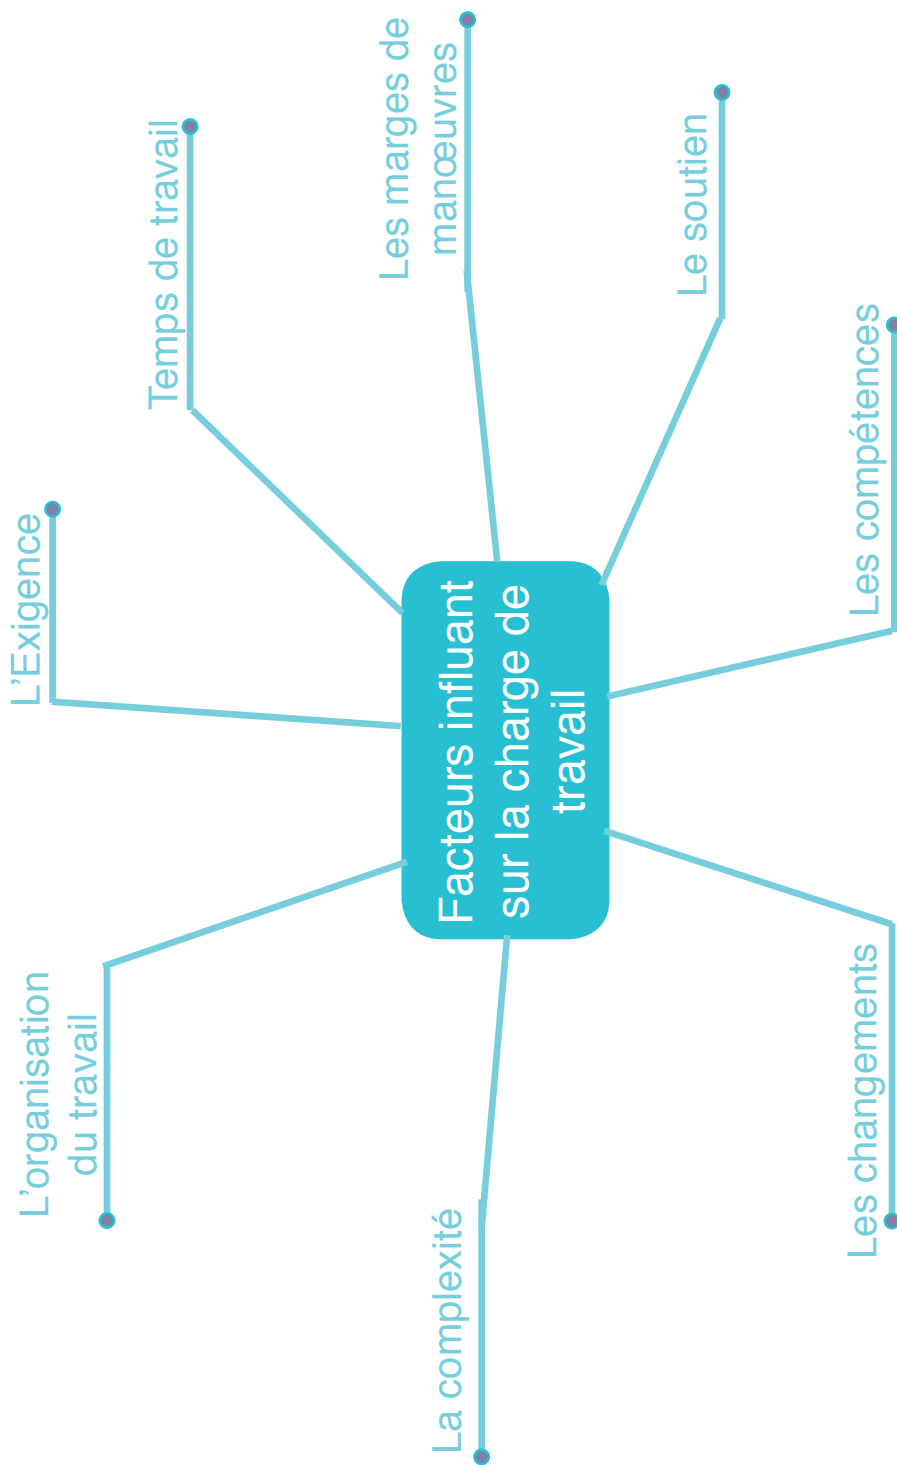 L'Exigence
L'organisation
du travail
Temps de travail
Les marges de
manœuvres
Facteurs influant
sur la charge de
travail
La complexité
Le soutien
Les compétences
Les changements